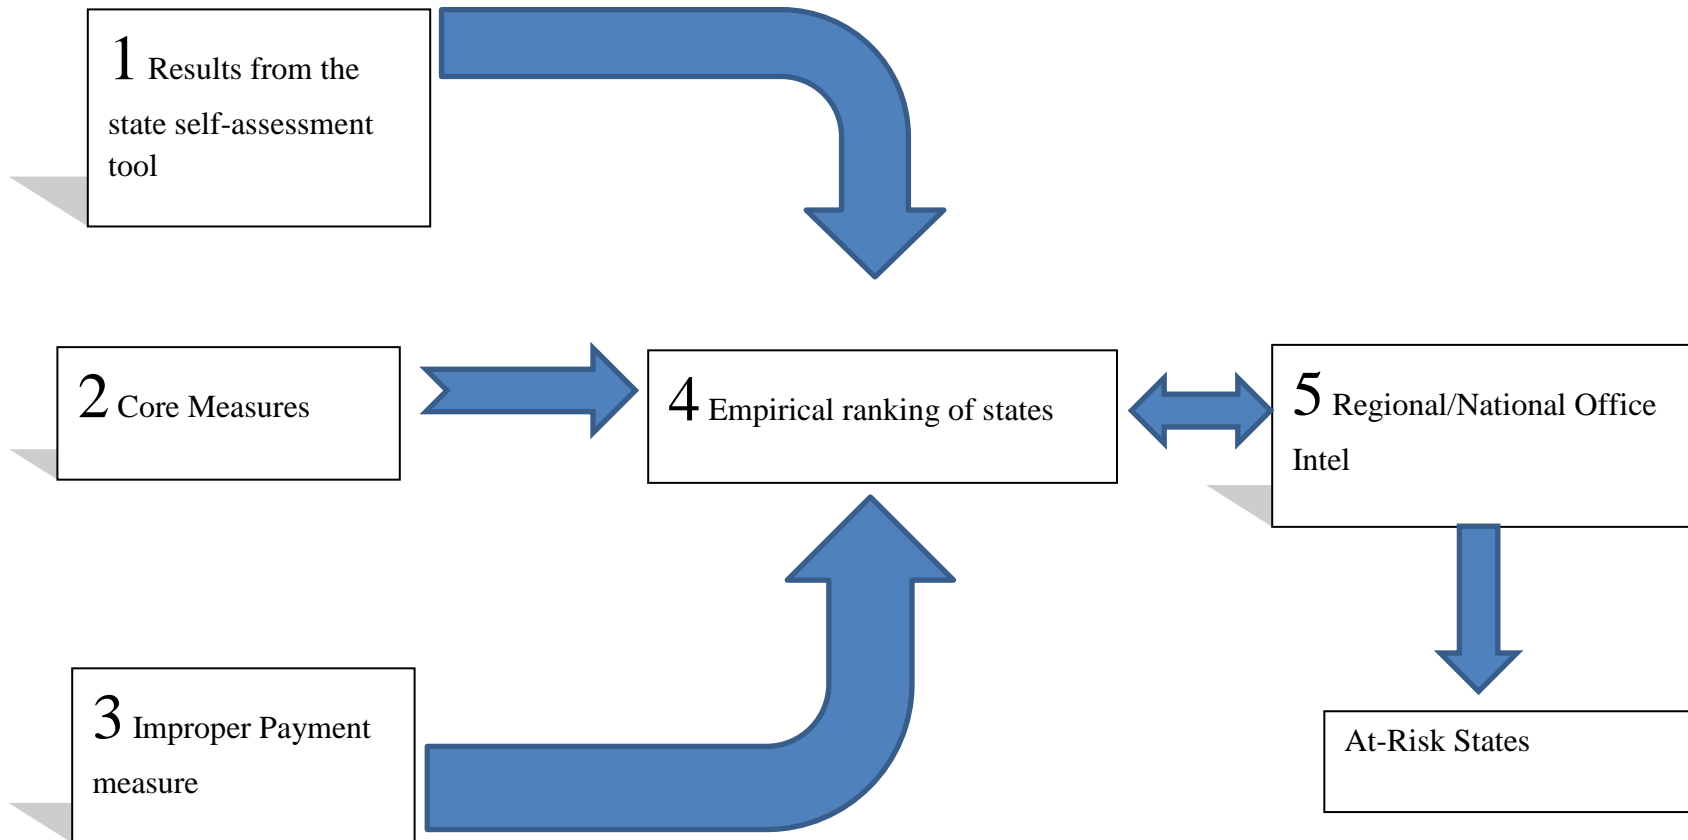 1 Results from the
state self-assessment
tool
2 Core Measures
4 Empirical ranking of states
5 Regional/National Office
Intel
3 Improper Payment
measure
At-Risk States